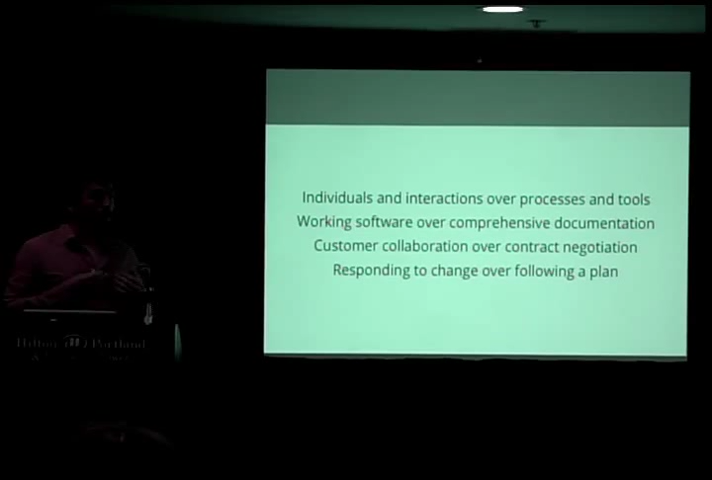 Individuals and interactions over processes and tools
Working software over comprehensive documentation
Customer collaboration over contract negotiation
Responding to change over following a plan
Hilton Portland